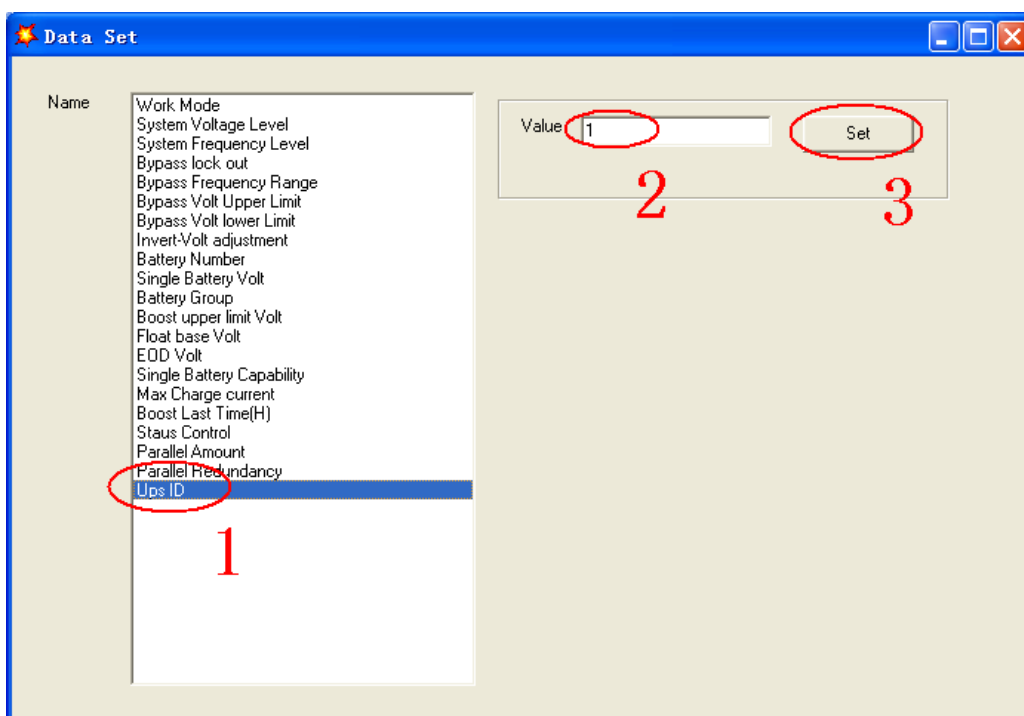 Data Set
Name
Work Mode
System Voltage Level
System Frequency Level
Bypass lock out
Bypass Frequency Range
Bypass Volt Upper Limit
Bypass Volt lower Limit
Invert-Volt adjustment
Battery Number
Single Battery Volt
Battery Group
Boost upper limit Volt
Float base Volt
EOD Volt
Single Battery Capability
Max Charge current
Boost Last Time(H)
Staus Control
Parallel Amount
Parallel Redundancy
Ups ID
1
Value 1
Set
2
3